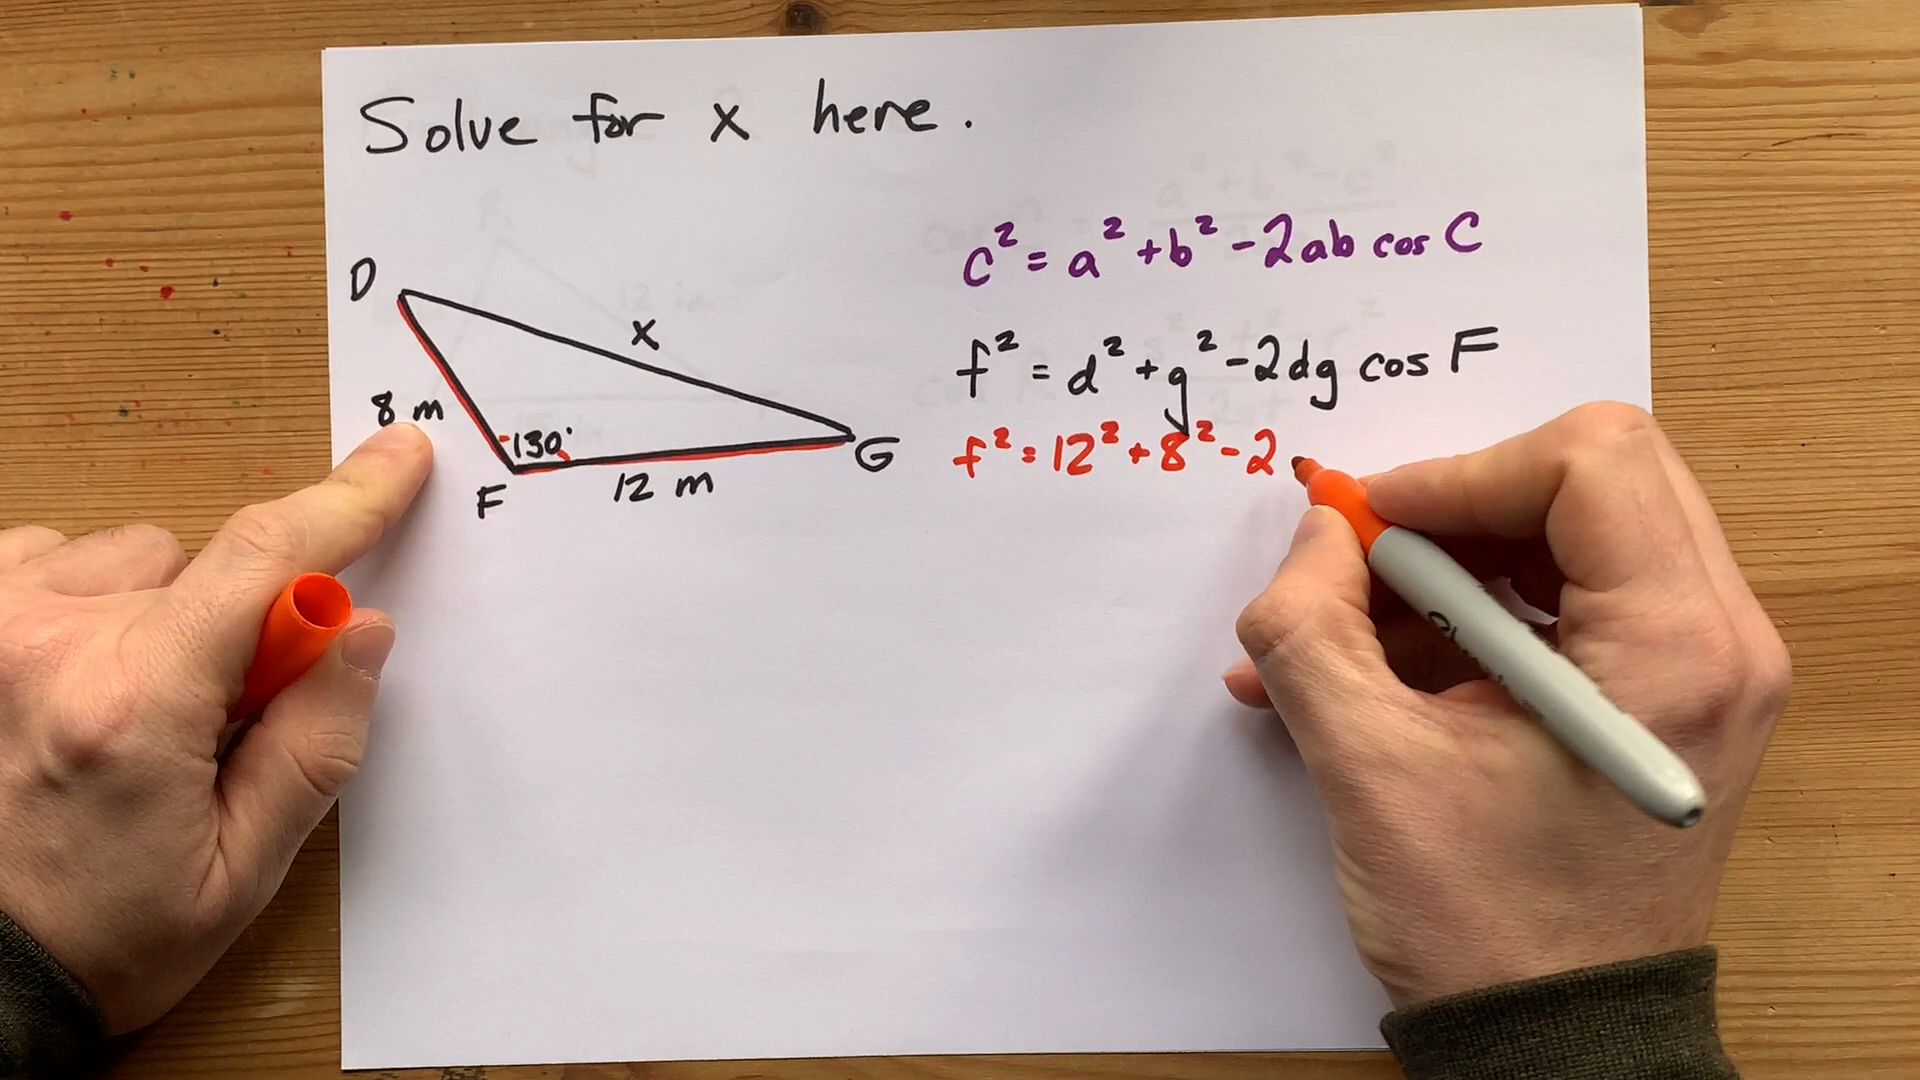 Solve for x here.
c² = a² + b² - 2ab cos C
D
x
f² = d² + g² - 2dg cos F
8 m
130°
G
f² = 12² + 8² - 2
12 m
F